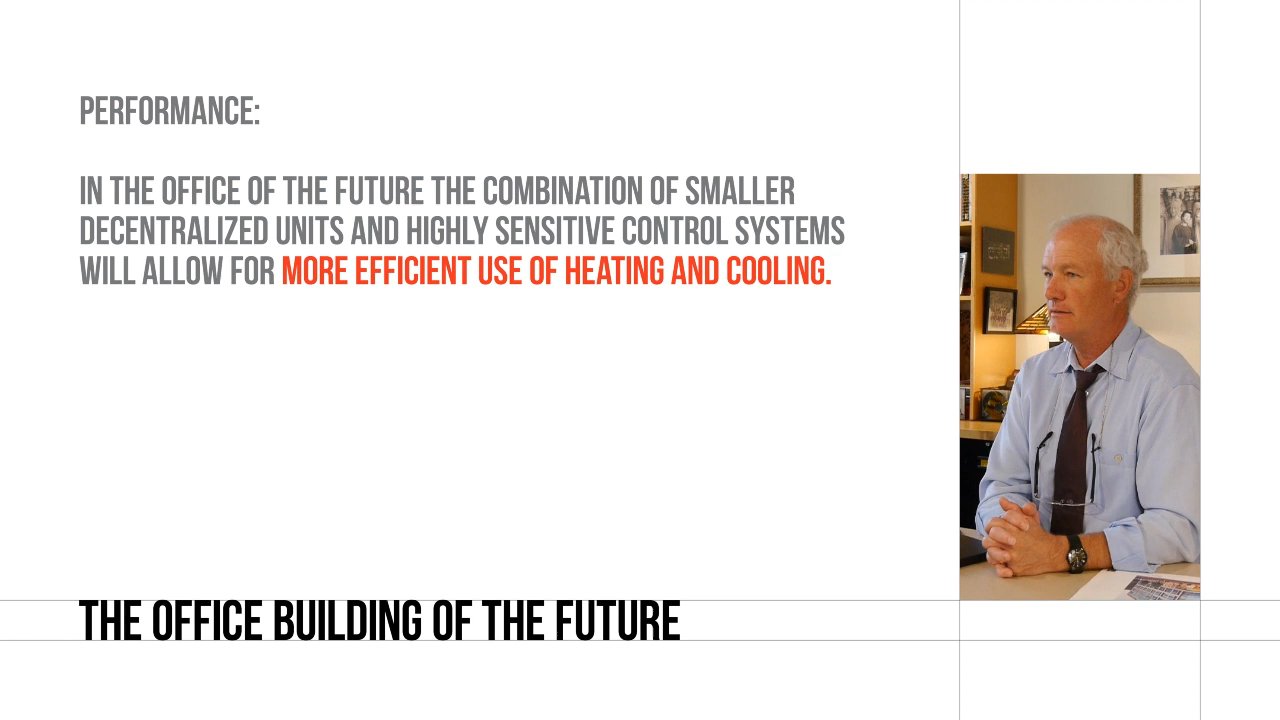 PERFORMANCE:
IN THE OFFICE OF THE FUTURE THE COMBINATION OF SMALLER
DECENTRALIZED UNITS AND HIGHLY SENSITIVE CONTROL SYSTEMS
WILL ALLOW FOR MORE EFFICIENT USE OF HEATING AND COOLING.
THE OFFICE BUILDING OF THE FUTURE